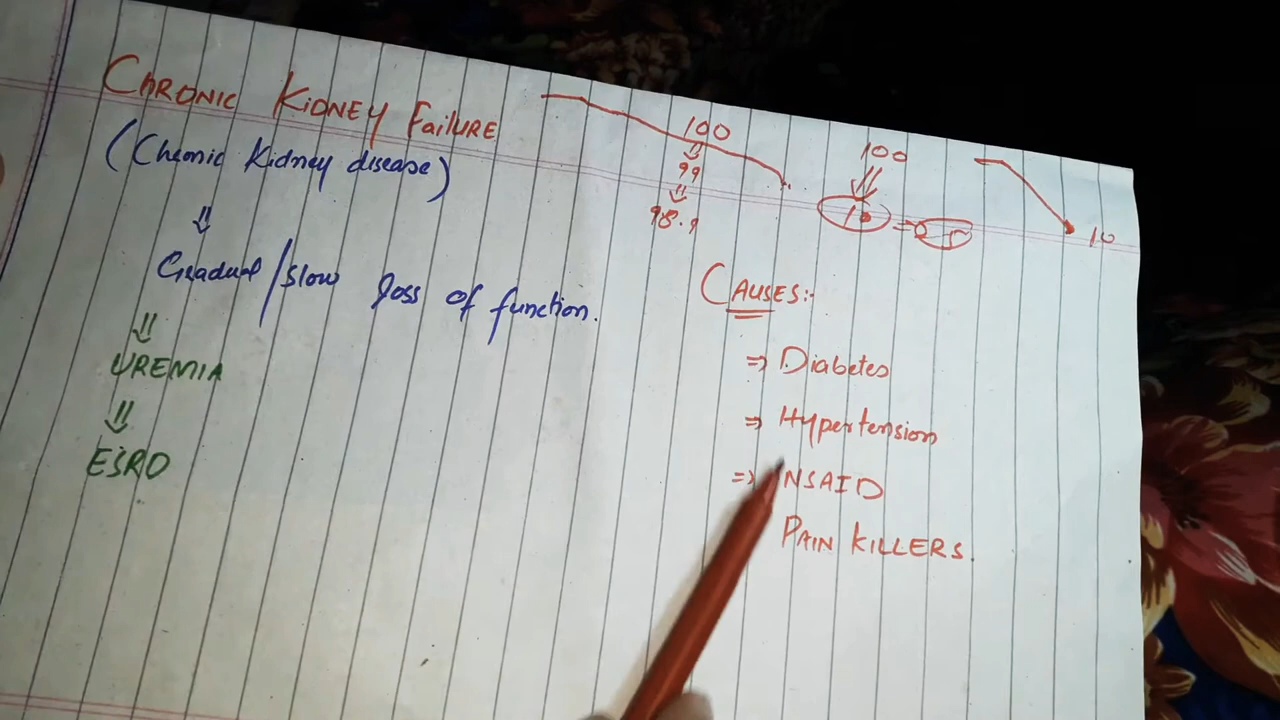 CHRONIC KIDNEY FAILURE
(Chronic Kidney disease)
⇓
Gradual/slow loss of function.
⇓
UREMIA
⇓
ESRD
100
⇓
99
⇓
98.9
100
10
10
CAUSES:-
⇒ Diabetes
⇒ Hypertension
⇒ NSAID
PAIN KILLERS.